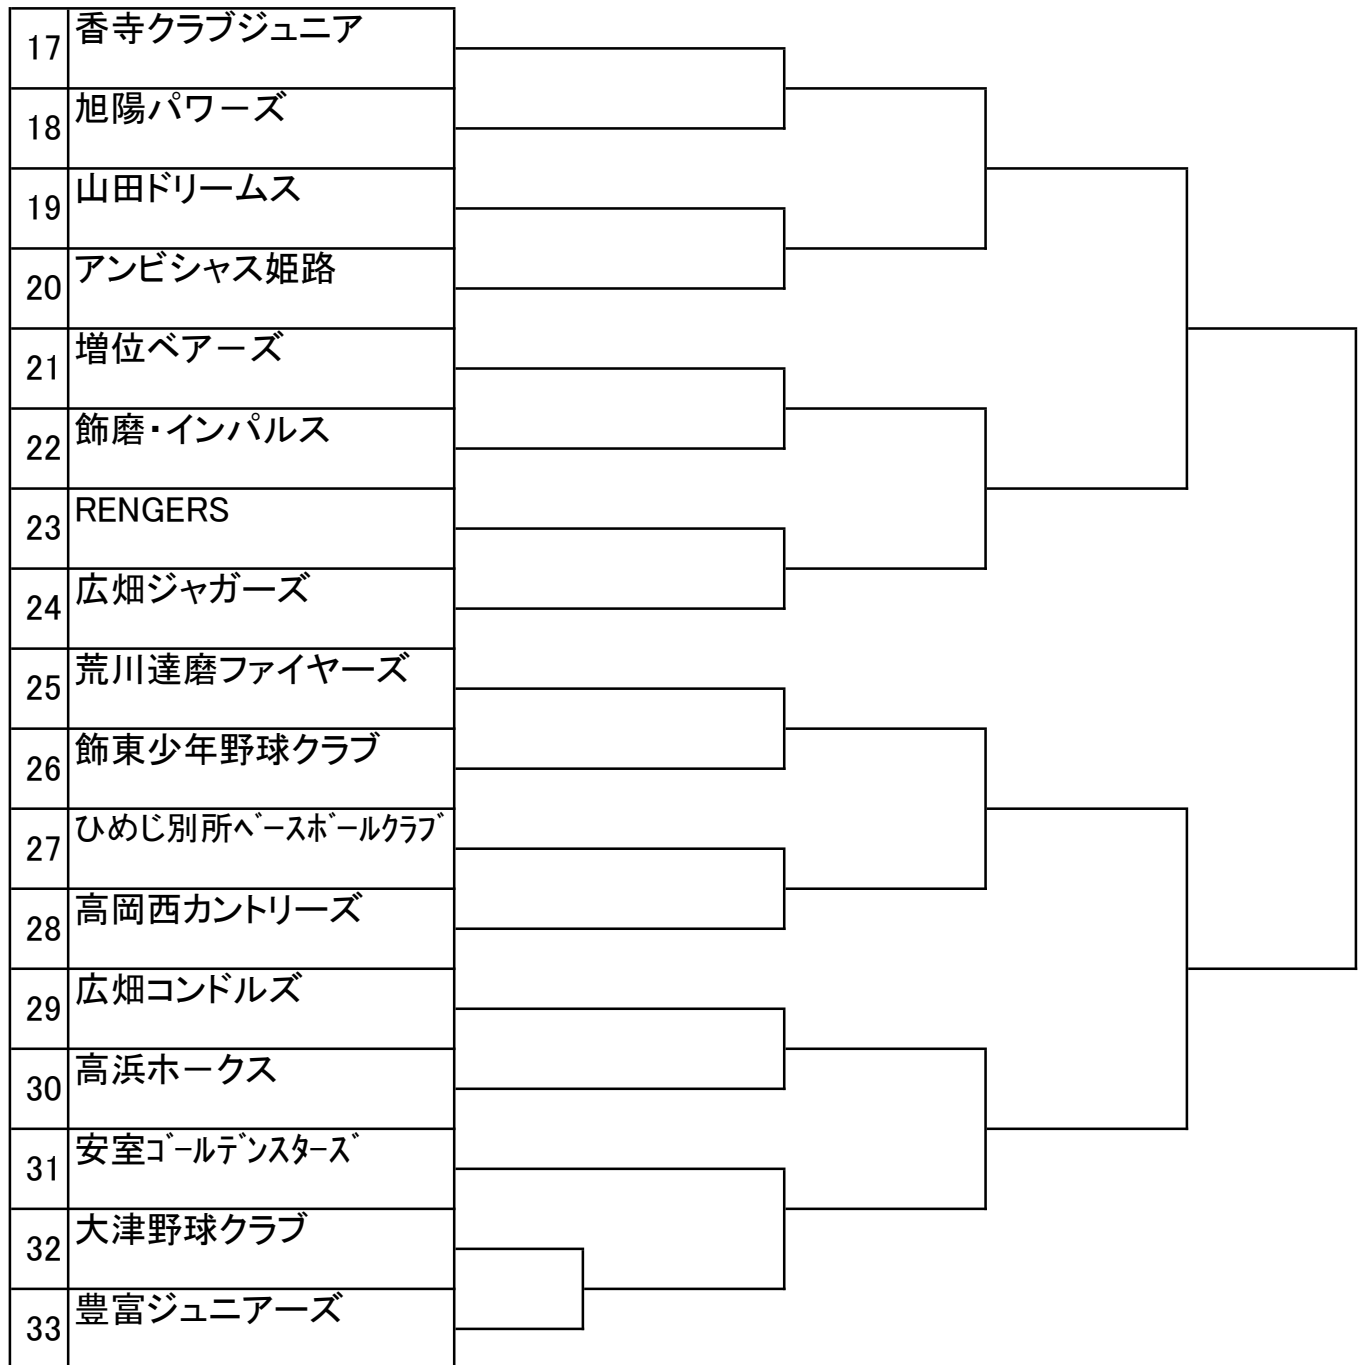 17 香寺クラブジュニア
18 旭陽パワーズ
19 山田ドリームス
20 アンビシャス姫路
21 増位ベアーズ
22 飾磨・インパルス
23 RENGERS
24 広畑ジャガーズ
25 荒川達磨ファイヤーズ
26 飾東少年野球クラブ
27 ひめじ別所ﾍﾞｰｽﾎﾞｰﾙｸﾗﾌﾞ
28 高岡西カントリーズ
29 広畑コンドルズ
30 高浜ホークス
31 安室ｺﾞｰﾙﾃﾞﾝｽﾀｰｽﾞ
32 大津野球クラブ
33 豊富ジュニアーズ